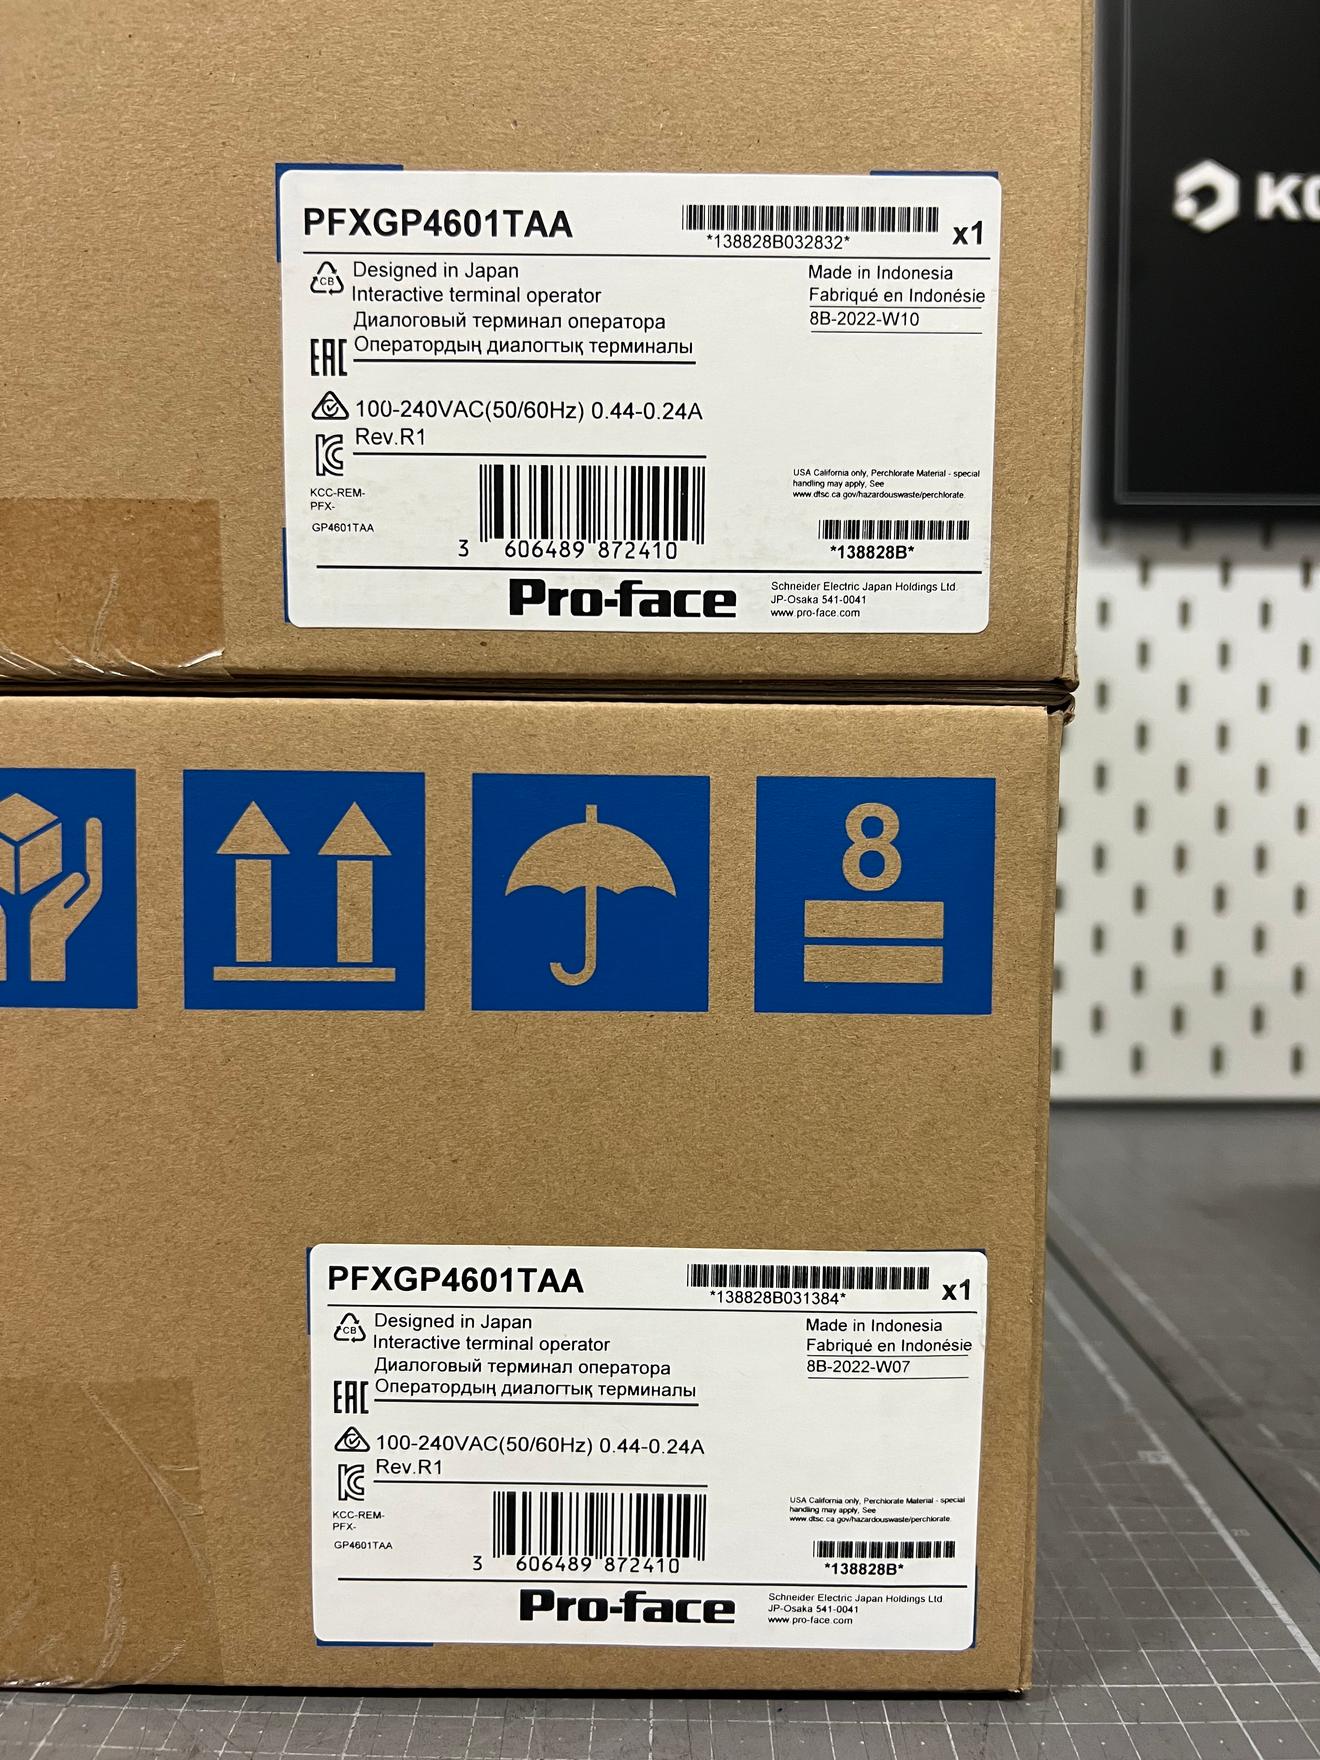 PFXGP4601TAA
*138828B032832*
x1
CB
Designed in Japan
Interactive terminal operator
Диалоговый терминал оператора
Оператордың диалогтық терминалы
Made in Indonesia
Fabriqué en Indonésie
8B-2022-W10
EAC
100-240VAC(50/60Hz) 0.44-0.24A
Rev.R1
KCC-REM-
PFX-
GP4601TAA
3 606489 872410
USA California only, Perchlorate Material - special
handling may apply, See
www.dtsc.ca.gov/hazardouswaste/perchlorate.
*138828B*
Pro-face
Schneider Electric Japan Holdings Ltd.
JP-Osaka 541-0041
www.pro-face.com
8
PFXGP4601TAA
*138828B031384*
x1
CB
Designed in Japan
Interactive terminal operator
Диалоговый терминал оператора
Оператордың диалогтық терминалы
Made in Indonesia
Fabriqué en Indonésie
8B-2022-W07
EAC
100-240VAC(50/60Hz) 0.44-0.24A
Rev.R1
KCC-REM-
PFX-
GP4601TAA
3 606489 872410
USA California only, Perchlorate Material - special
handling may apply, See
www.dtsc.ca.gov/hazardouswaste/perchlorate.
*138828B*
Pro-face
Schneider Electric Japan Holdings Ltd.
JP-Osaka 541-0041
www.pro-face.com